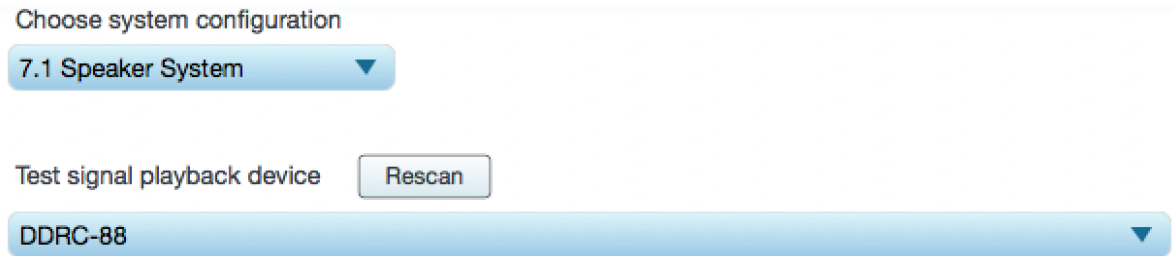 Choose system configuration
7.1 Speaker System
Test signal playback device Rescan
DDRC-88